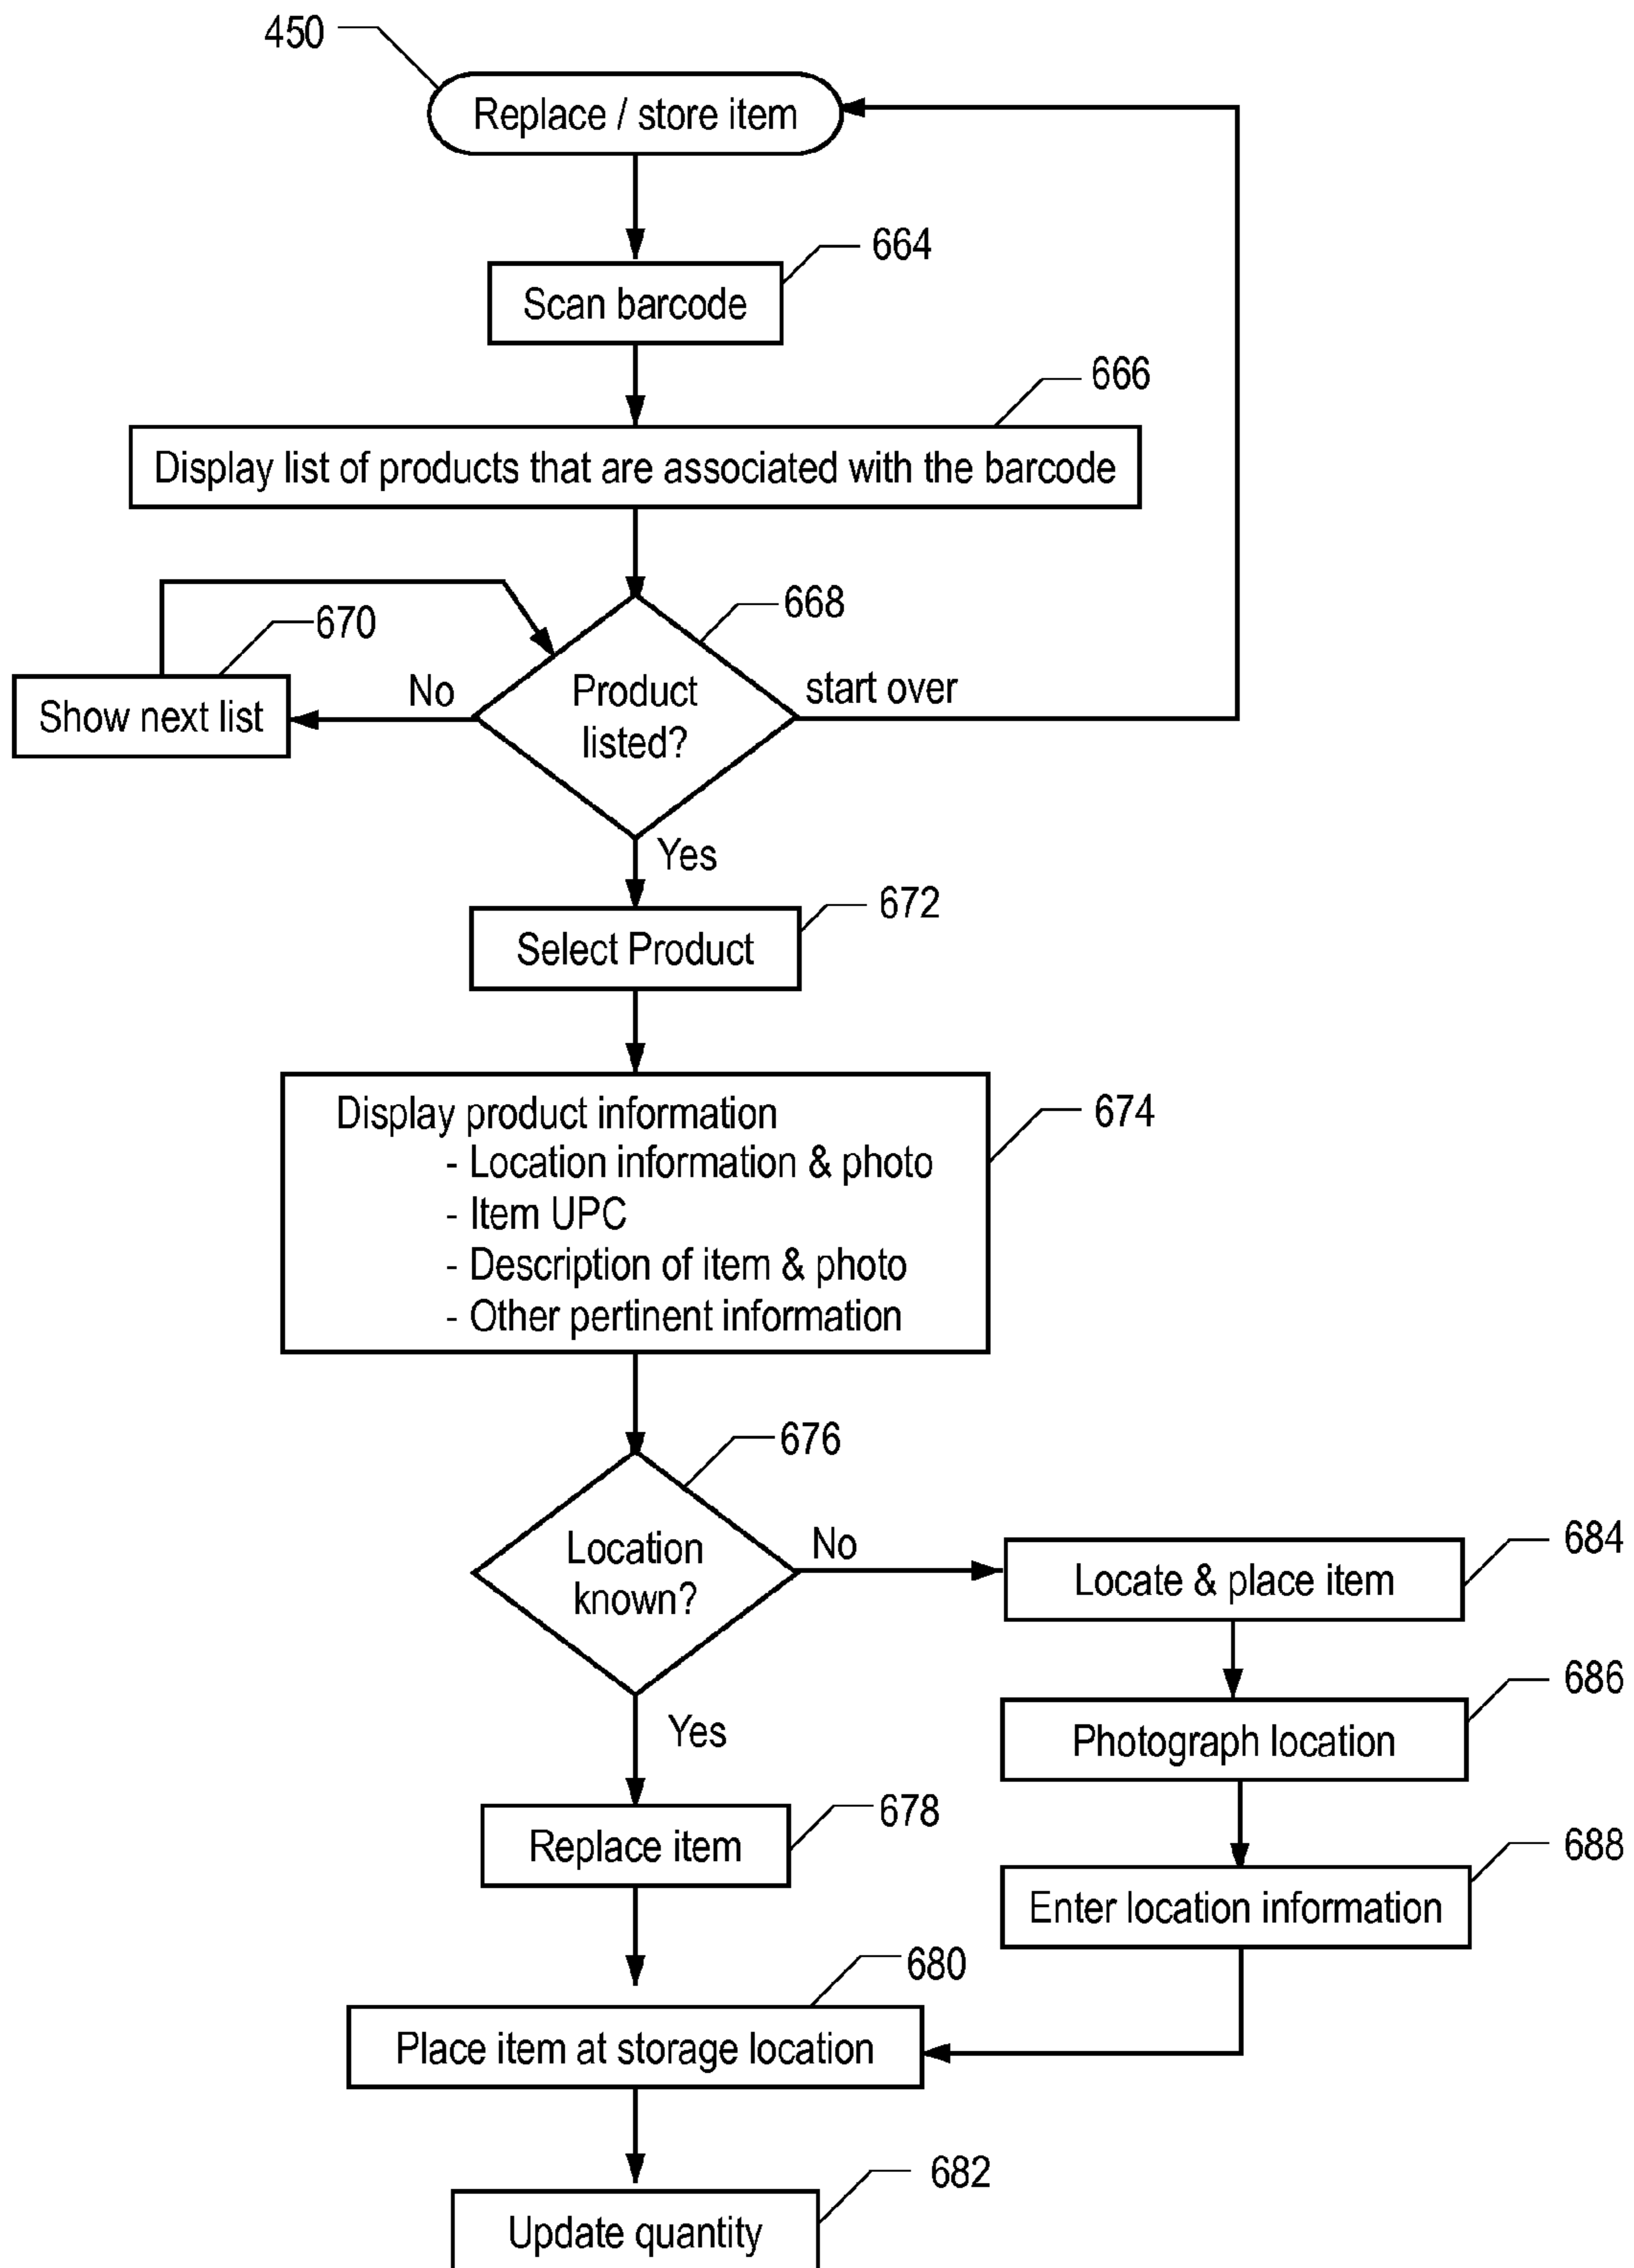 450
Replace / store item
664
Scan barcode
666
Display list of products that are associated with the barcode
668
670
No
Product
listed?
start over
Show next list
Yes
672
Select Product
674
Display product information
- Location information & photo
- Item UPC
- Description of item & photo
- Other pertinent information
676
Location
known?
No
684
Locate & place item
Yes
686
Photograph location
678
Replace item
688
Enter location information
680
Place item at storage location
682
Update quantity